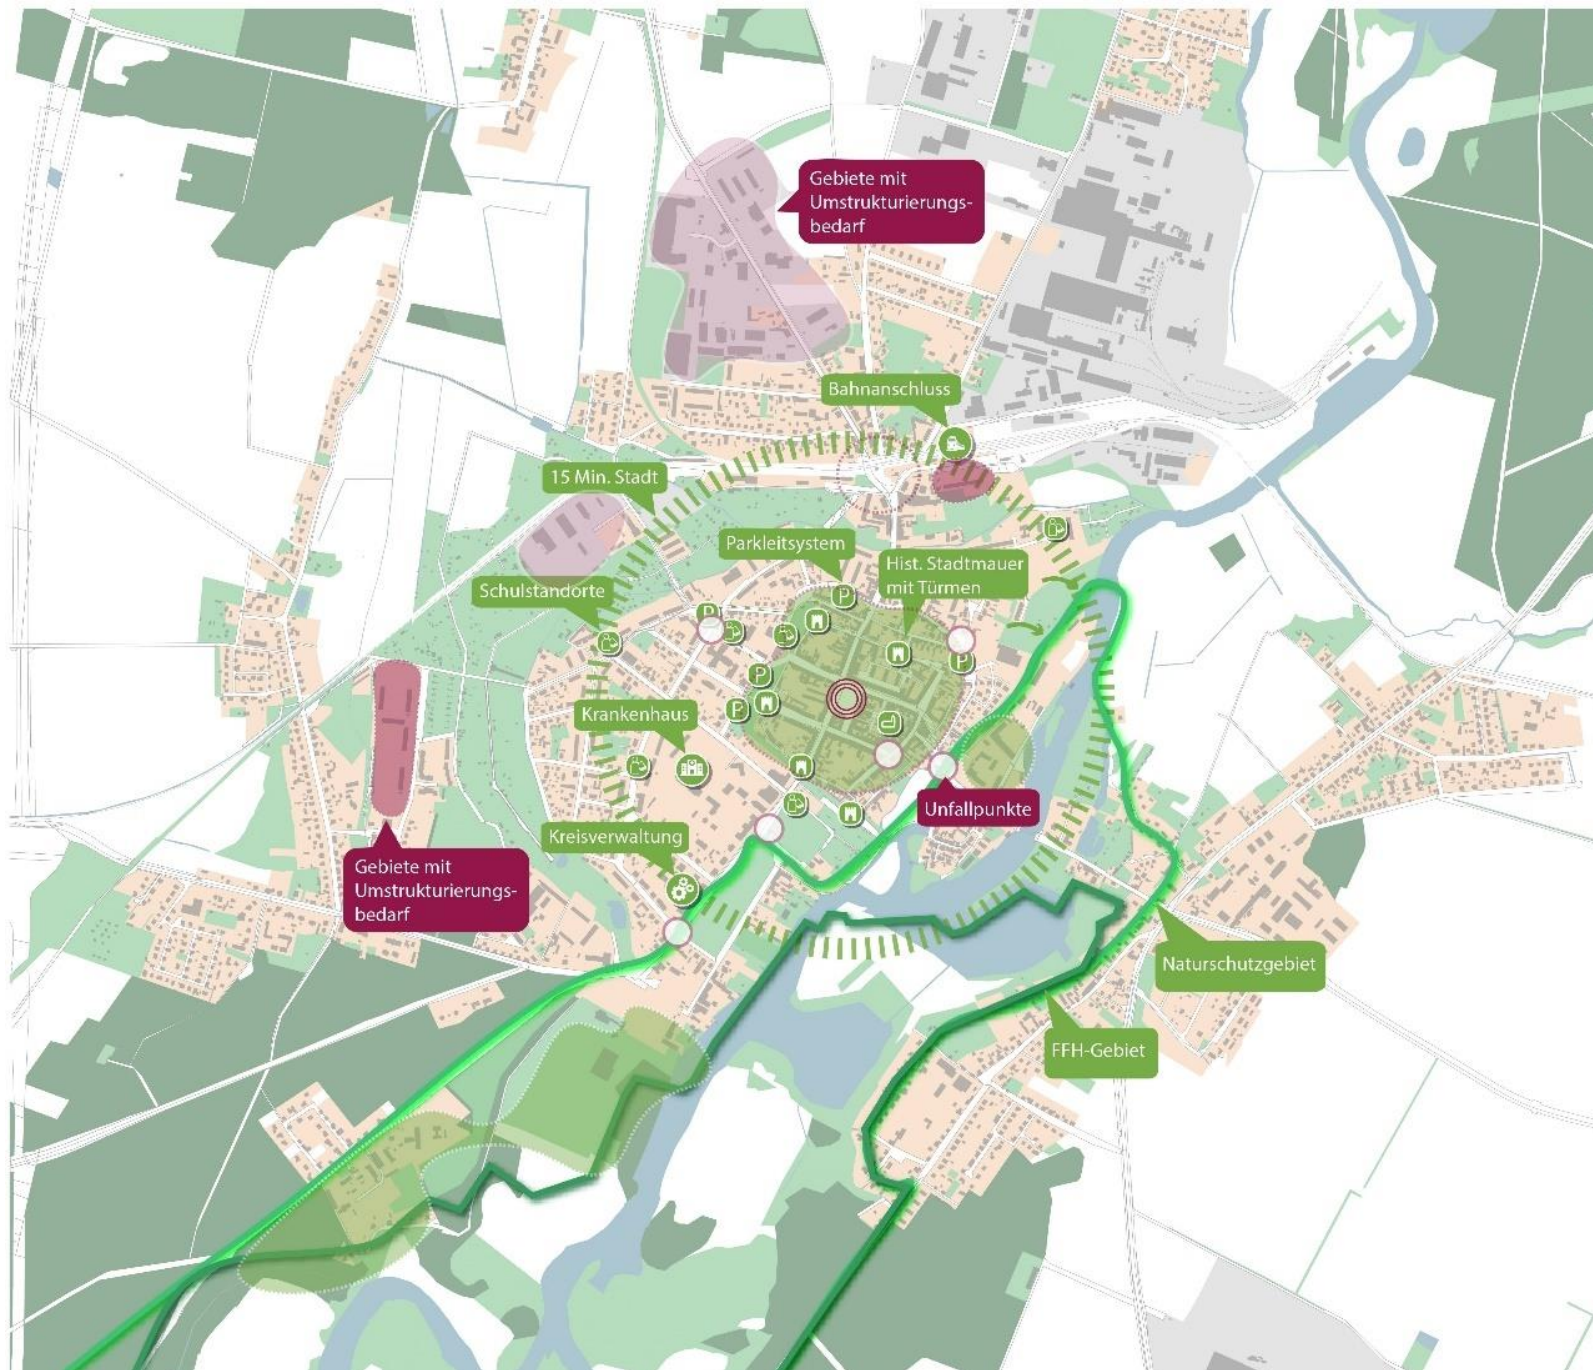 Gebiete mit
Umstrukturierungs-
bedarf
Bahnanschluss
15 Min. Stadt
Parkleitsystem
Hist. Stadtmauer
mit Türmen
Schulstandorte
P
P
P
P
P
Krankenhaus
Unfallpunkte
Kreisverwaltung
Gebiete mit
Umstrukturierungs-
bedarf
Naturschutzgebiet
FFH-Gebiet